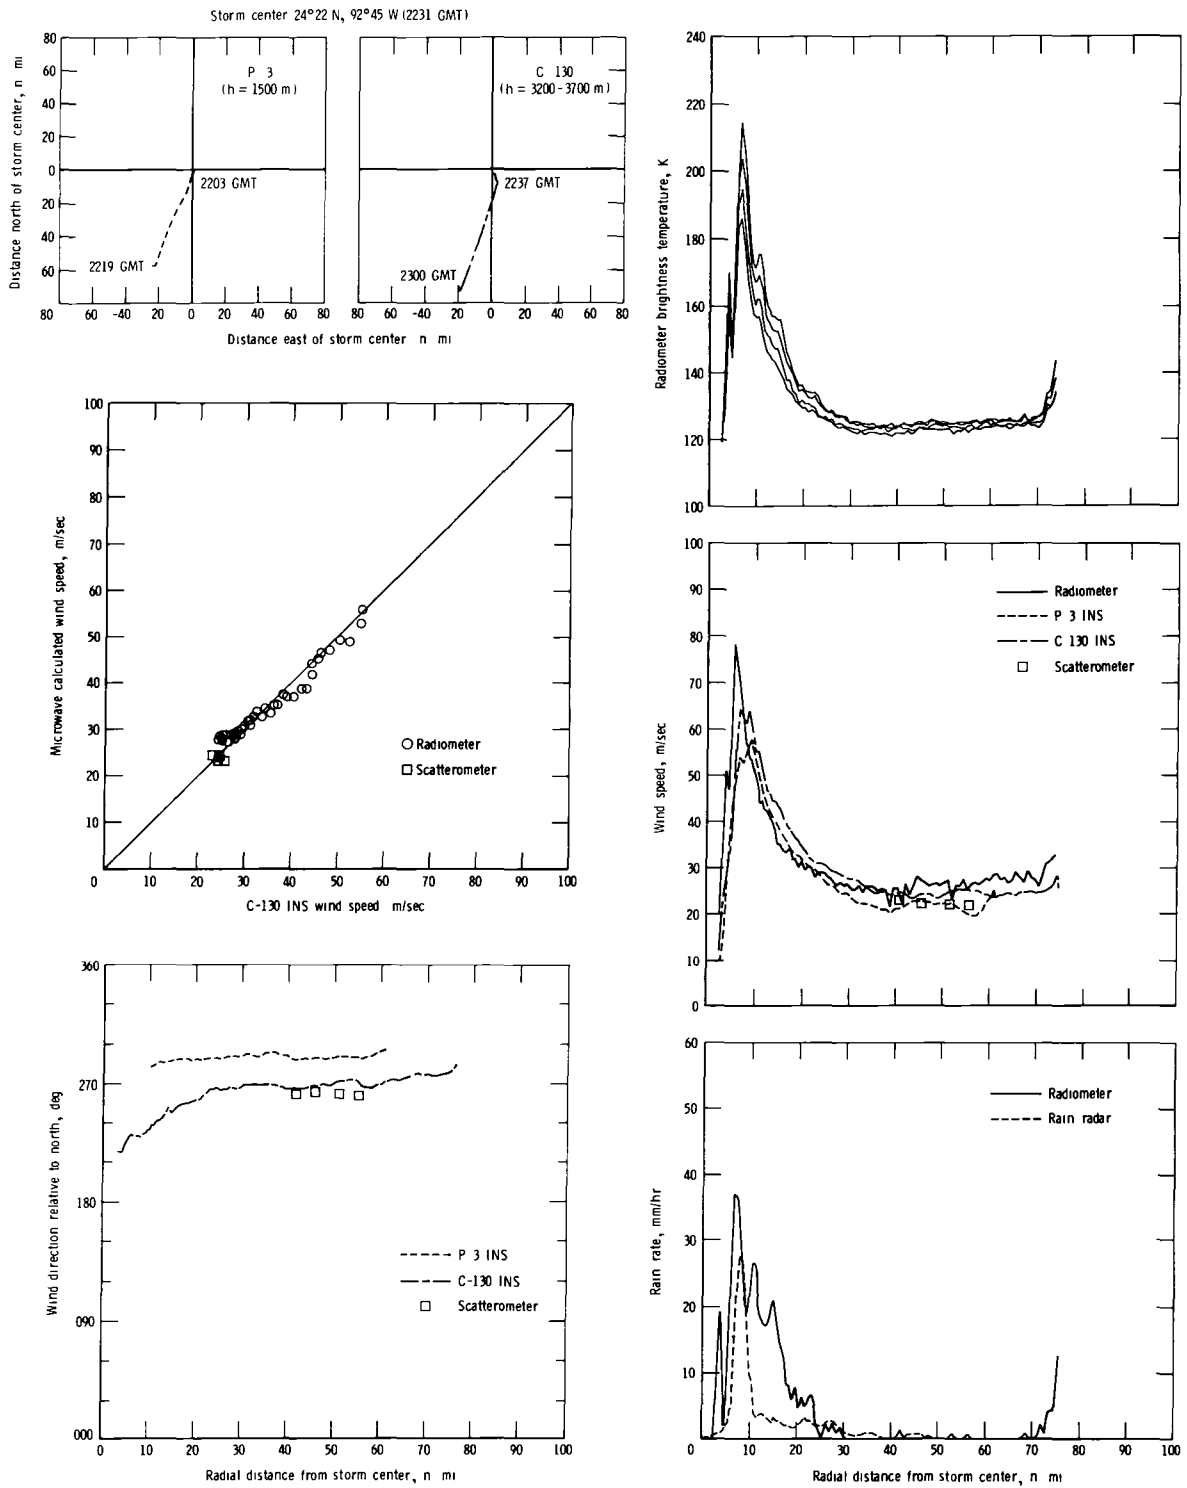 Storm center 24°22 N, 92°45 W (2231 GMT)
80
60
40
20
0
20
40
60
Distance north of storm center, n mi
P 3
(h = 1500 m)
2203 GMT
2219 GMT
80 60 -40 20 0 20 40 60
C 130
(h = 3200-3700 m)
2237 GMT
2300 GMT
80 60 -40 20 0 20 40 60 80
Distance east of storm center n mi
100
90
80
70
60
50
40
30
20
10
Microwave calculated wind speed, m/sec
Radiometer
Scatterometer
0 10 20 30 40 50 60 70 80 90 100
C-130 INS wind speed m/sec
360
270
180
090
000
Wind direction relative to north, deg
P 3 INS
C-130 INS
Scatterometer
0 10 20 30 40 50 60 70 80 90 100
Radial distance from storm center, n mi
240
220
200
180
160
140
120
100
Radiometer brightness temperature, K
100
90
80
70
60
50
40
30
20
10
0
Wind speed, m/sec
Radiometer
P 3 INS
C 130 INS
Scatterometer
60
50
40
30
20
10
Rain rate, mm/hr
Radiometer
Rain radar
0 10 20 30 40 50 60 70 80 90 100
Radial distance from storm center, n mi